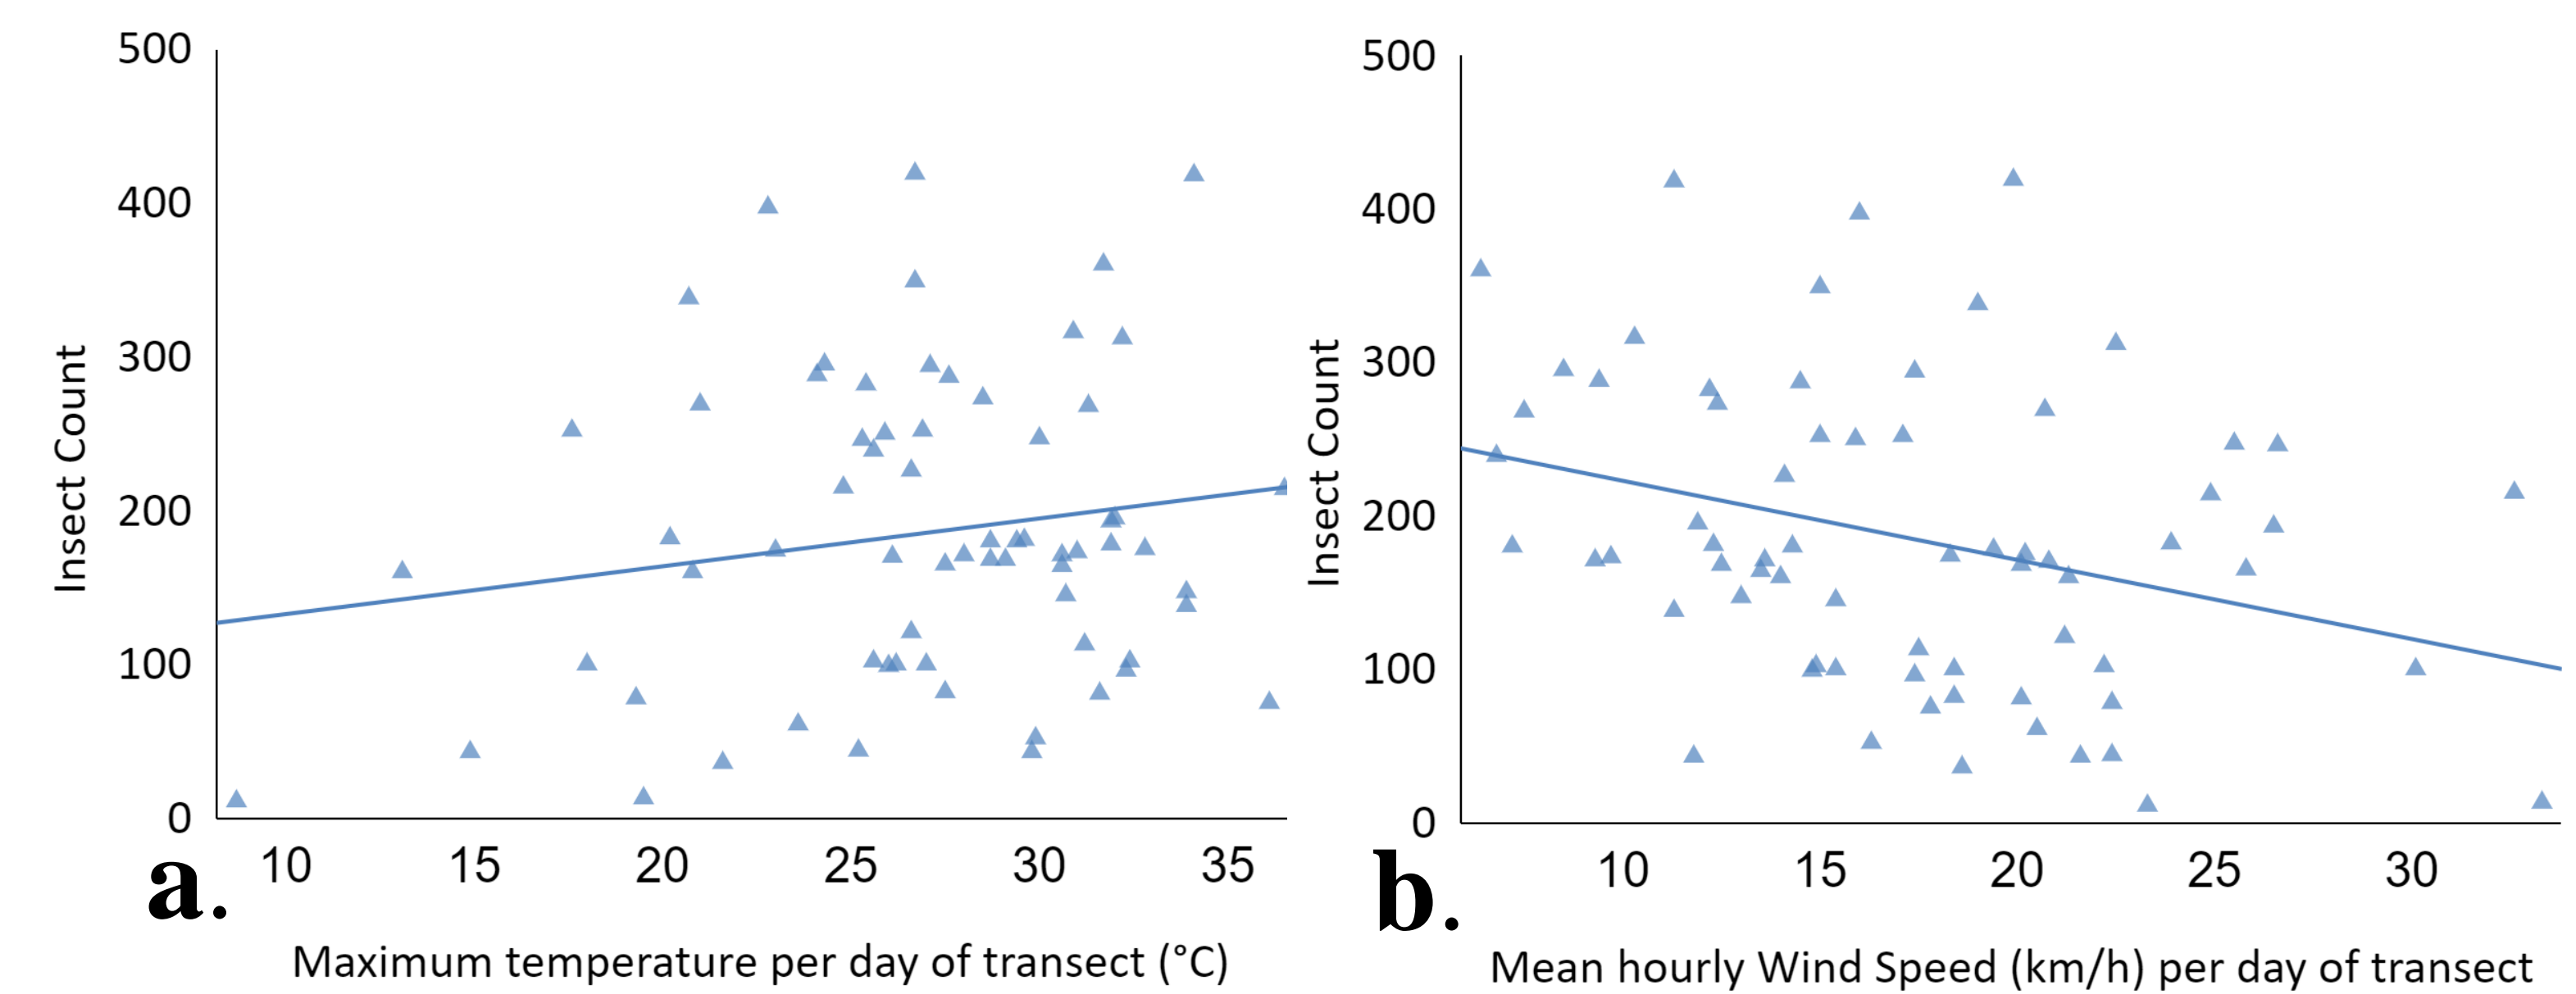 500
400
300
200
100
0
Insect Count
10 15 20 25 30 35
a.
Maximum temperature per day of transect (°C)
500
400
300
200
100
0
Insect Count
10 15 20 25 30
b.
Mean hourly Wind Speed (km/h) per day of transect